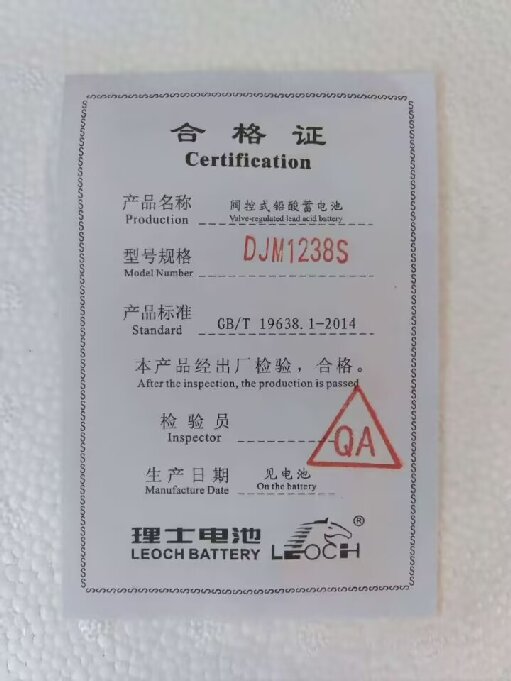 合格证
Certification
产品名称 阀控式铅酸蓄电池
Production Valve-regulated lead acid battery
型号规格 DJM1238S
Model Number
产品标准 GB/T 19638.1-2014
Standard
本产品经出厂检验，合格。
After the inspection, the production is passed
检验员
Inspector
QA
生产日期 见电池
Manufacture Date On the battery
理士电池 ®
LEOCH BATTERY LEOCH